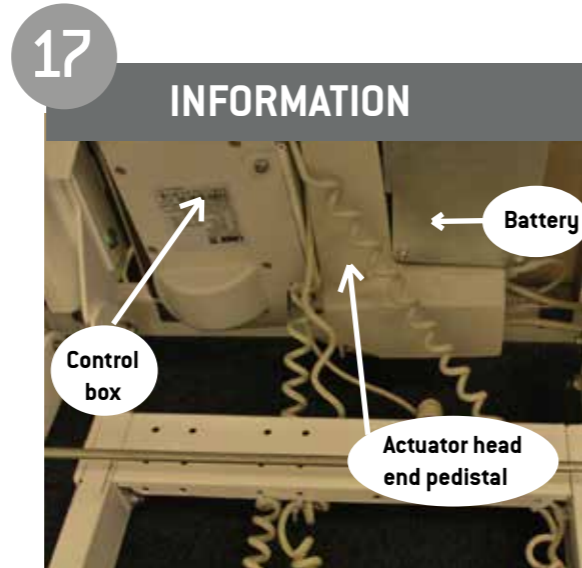 17
INFORMATION
Battery
Control
box
Actuator head
end pedistal